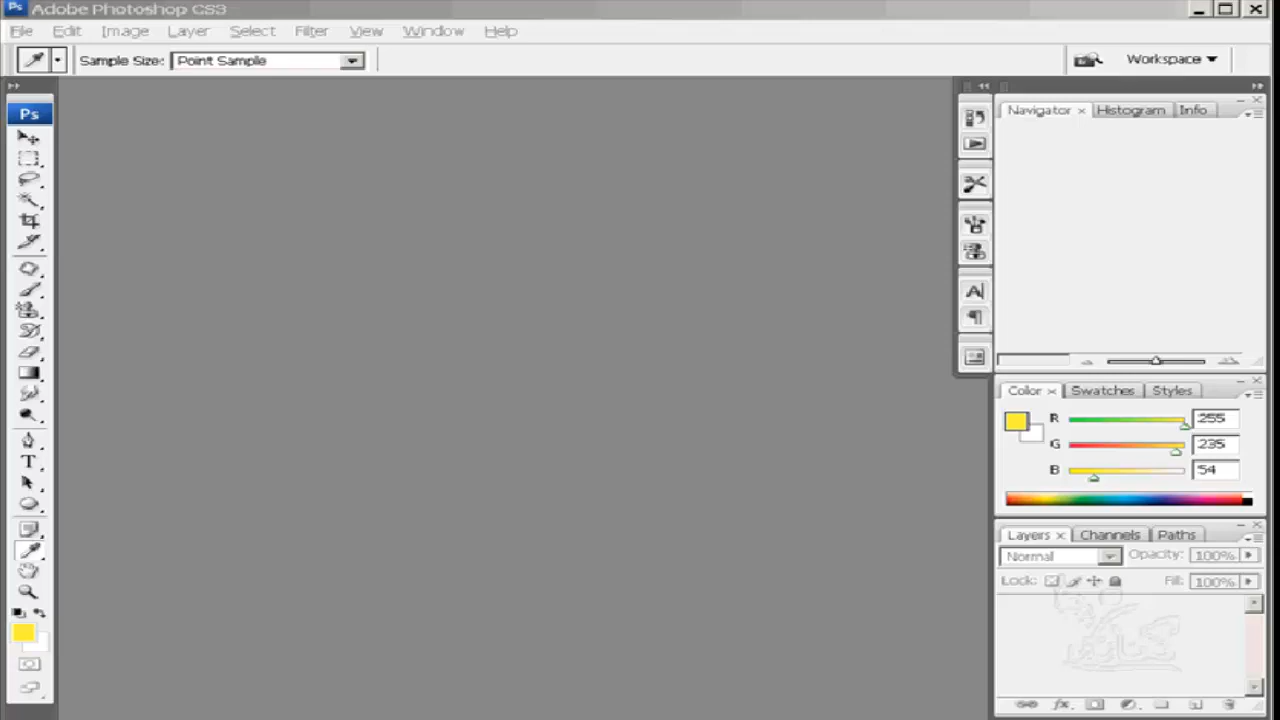 Ps Adobe Photoshop CS3
File Edit Image Layer Select Filter View Window Help
Sample Size: Point Sample Workspace
Ps
Navigator Histogram Info
Color Swatches Styles
R 255
G 235
B 54
Layers Channels Paths
Normal Opacity: 100%
Lock: Fill: 100%